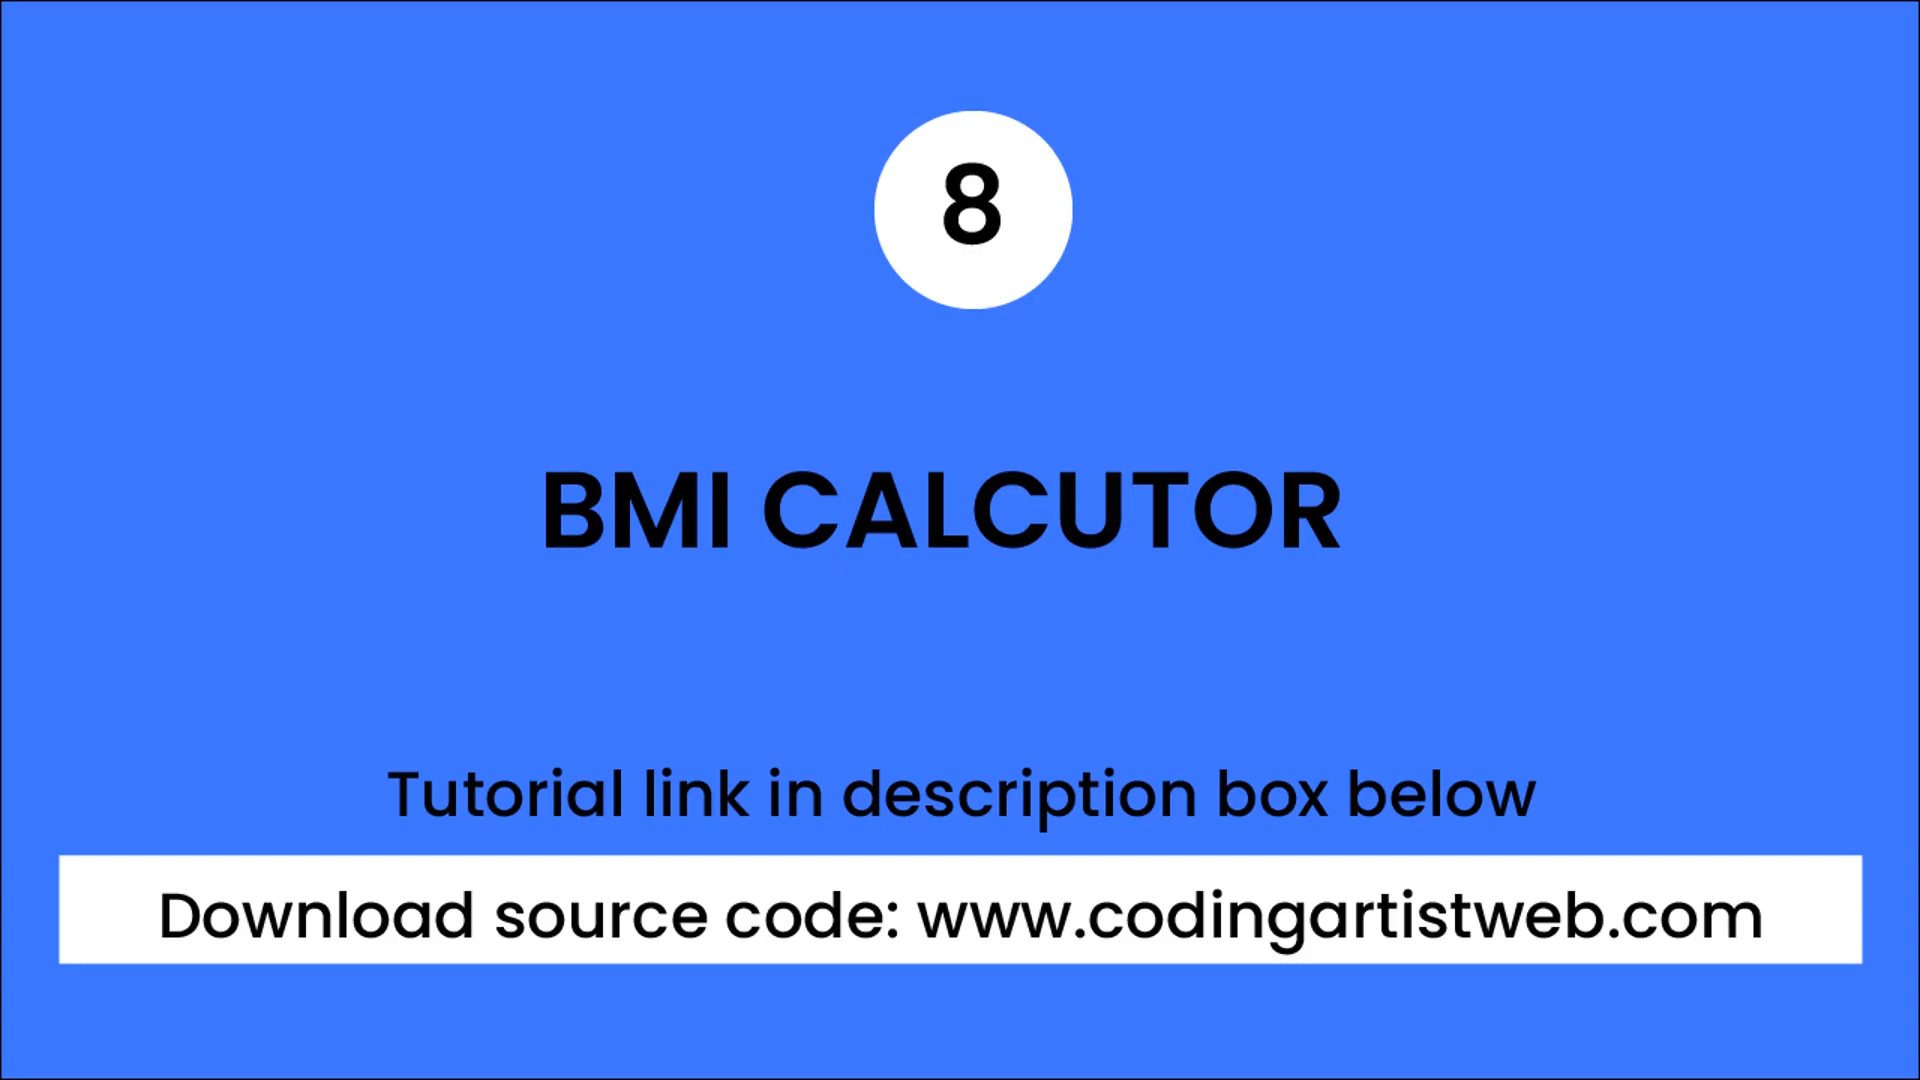 8
BMI CALCUTOR
Tutorial link in description box below
Download source code: www.codingartistweb.com